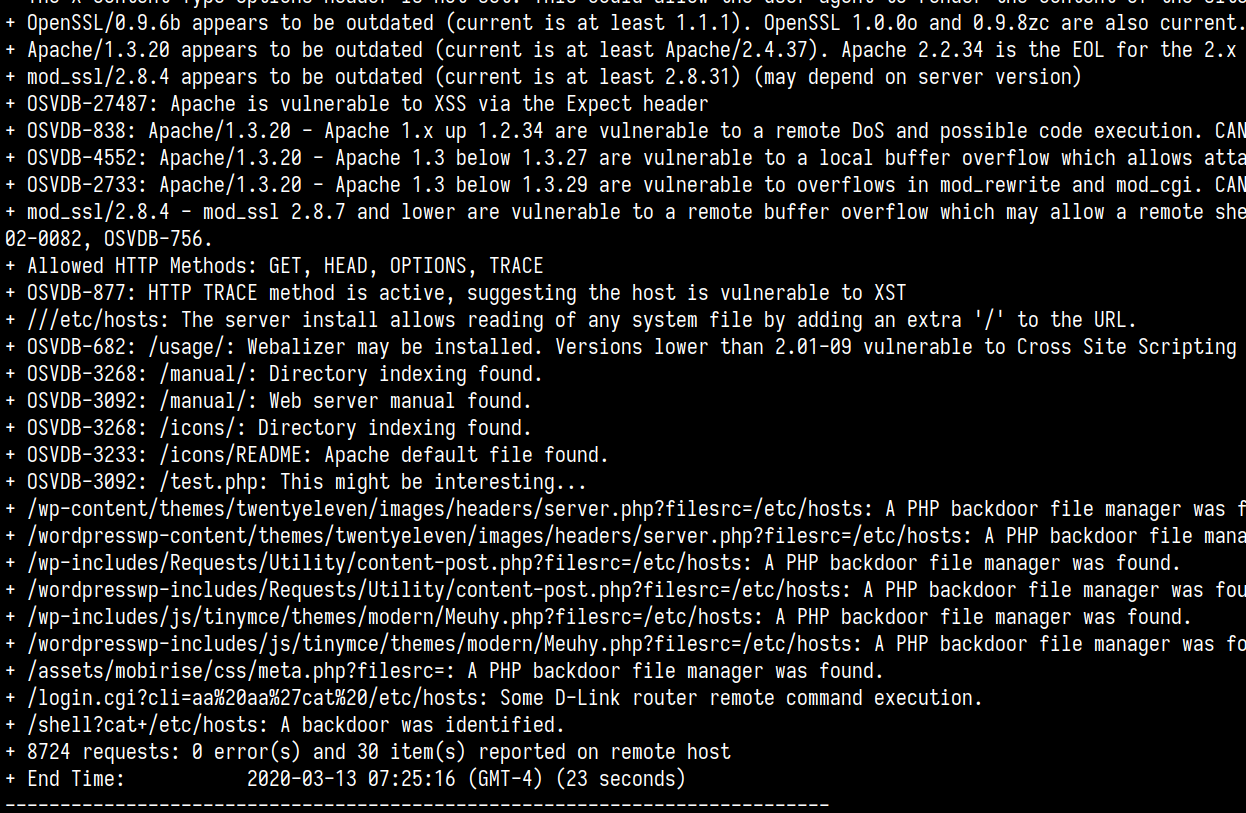 + OpenSSL/0.9.6b appears to be outdated (current is at least 1.1.1). OpenSSL 1.0.0o and 0.9.8zc are also current.
+ Apache/1.3.20 appears to be outdated (current is at least Apache/2.4.37). Apache 2.2.34 is the EOL for the 2.x
+ mod_ssl/2.8.4 appears to be outdated (current is at least 2.8.31) (may depend on server version)
+ OSVDB-27487: Apache is vulnerable to XSS via the Expect header
+ OSVDB-838: Apache/1.3.20 - Apache 1.x up 1.2.34 are vulnerable to a remote DoS and possible code execution. CAN
+ OSVDB-4552: Apache/1.3.20 - Apache 1.3 below 1.3.27 are vulnerable to a local buffer overflow which allows atta
+ OSVDB-2733: Apache/1.3.20 - Apache 1.3 below 1.3.29 are vulnerable to overflows in mod_rewrite and mod_cgi. CAN
+ mod_ssl/2.8.4 - mod_ssl 2.8.7 and lower are vulnerable to a remote buffer overflow which may allow a remote she
02-0082, OSVDB-756.
+ Allowed HTTP Methods: GET, HEAD, OPTIONS, TRACE
+ OSVDB-877: HTTP TRACE method is active, suggesting the host is vulnerable to XST
+ ///etc/hosts: The server install allows reading of any system file by adding an extra '/' to the URL.
+ OSVDB-682: /usage/: Webalizer may be installed. Versions lower than 2.01-09 vulnerable to Cross Site Scripting
+ OSVDB-3268: /manual/: Directory indexing found.
+ OSVDB-3092: /manual/: Web server manual found.
+ OSVDB-3268: /icons/: Directory indexing found.
+ OSVDB-3233: /icons/README: Apache default file found.
+ OSVDB-3092: /test.php: This might be interesting...
+ /wp-content/themes/twentyeleven/images/headers/server.php?filesrc=/etc/hosts: A PHP backdoor file manager was f
+ /wordpresswp-content/themes/twentyeleven/images/headers/server.php?filesrc=/etc/hosts: A PHP backdoor file mana
+ /wp-includes/Requests/Utility/content-post.php?filesrc=/etc/hosts: A PHP backdoor file manager was found.
+ /wordpresswp-includes/Requests/Utility/content-post.php?filesrc=/etc/hosts: A PHP backdoor file manager was fou
+ /wp-includes/js/tinymce/themes/modern/Meuhy.php?filesrc=/etc/hosts: A PHP backdoor file manager was found.
+ /wordpresswp-includes/js/tinymce/themes/modern/Meuhy.php?filesrc=/etc/hosts: A PHP backdoor file manager was fo
+ /assets/mobirise/css/meta.php?filesrc=: A PHP backdoor file manager was found.
+ /login.cgi?cli=aa%20aa%27cat%20/etc/hosts: Some D-Link router remote command execution.
+ /shell?cat+/etc/hosts: A backdoor was identified.
+ 8724 requests: 0 error(s) and 30 item(s) reported on remote host
+ End Time: 2020-03-13 07:25:16 (GMT-4) (23 seconds)
---------------------------------------------------------------------------